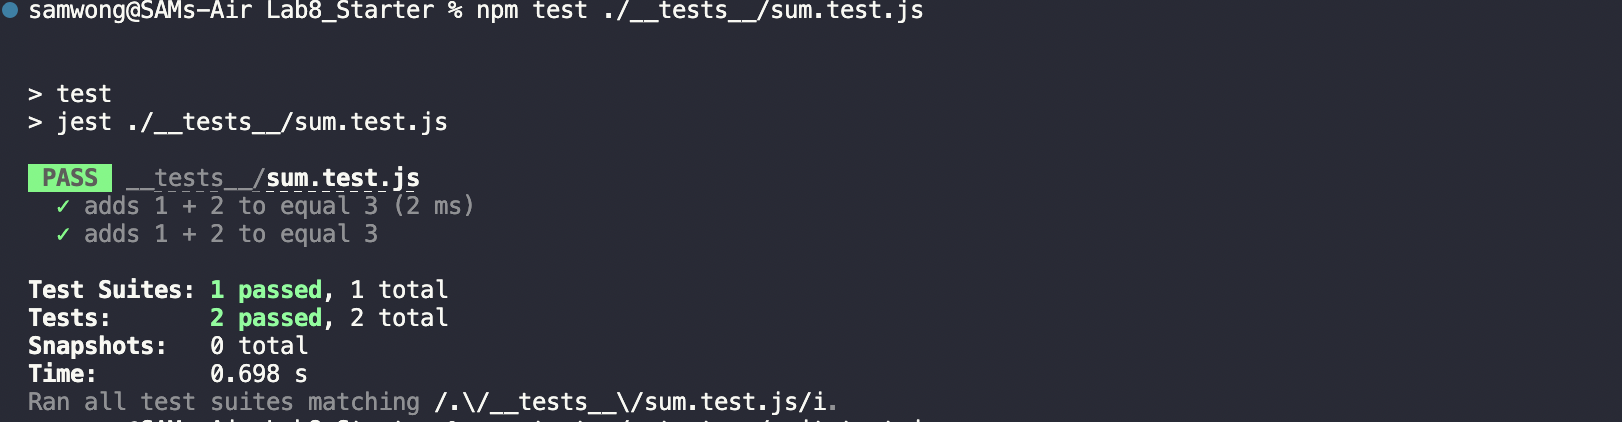 samwong@SAMs-Air Lab8_Starter % npm test ./__tests__/sum.test.js
> test
> jest ./__tests__/sum.test.js
PASS __tests__/sum.test.js
✓ adds 1 + 2 to equal 3 (2 ms)
✓ adds 1 + 2 to equal 3
Test Suites: 1 passed, 1 total
Tests: 2 passed, 2 total
Snapshots: 0 total
Time: 0.698 s
Ran all test suites matching /.\/__tests__\/sum.test.js/i.